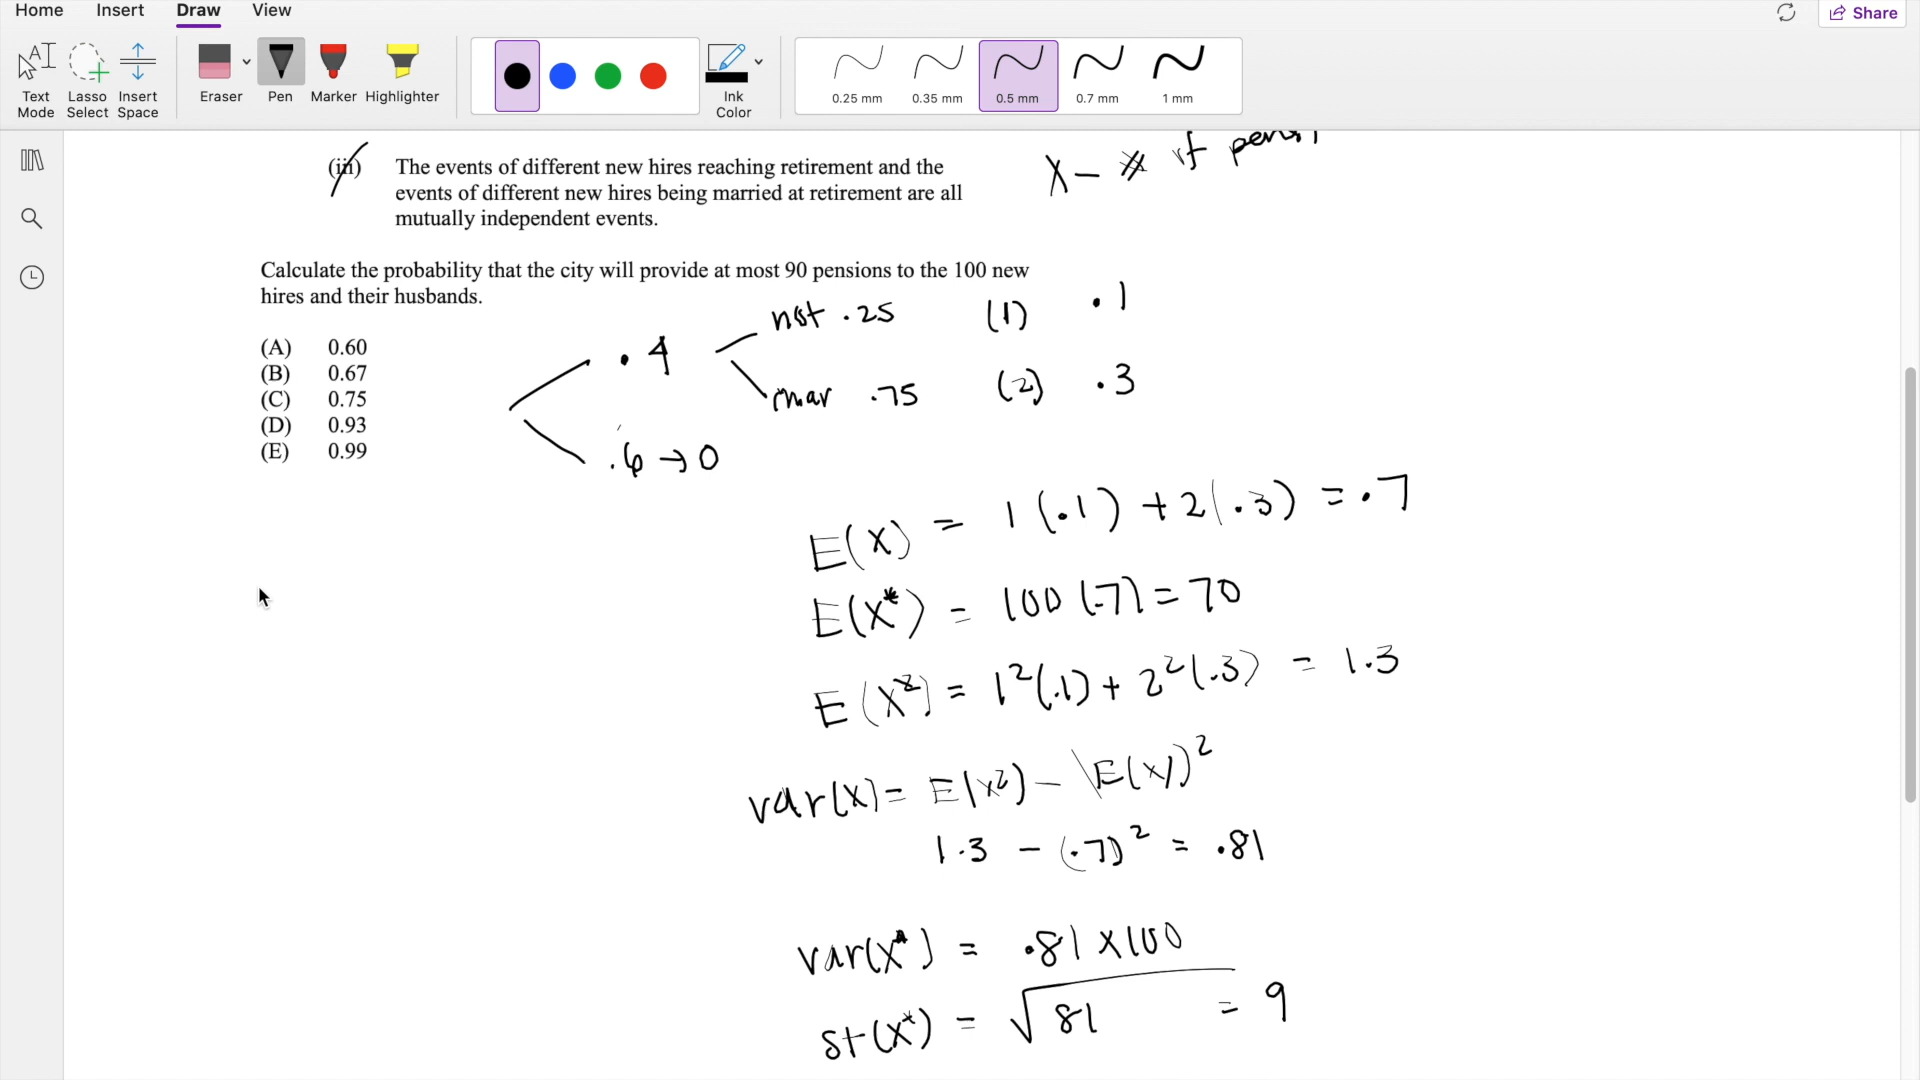 Home Insert Draw View
Share
Text Mode
Lasso Select
Insert Space
Eraser
Pen
Marker
Highlighter
Ink Color
0.25 mm
0.35 mm
0.5 mm
0.7 mm
1 mm
X - # of
(iii) The events of different new hires reaching retirement and the
events of different new hires being married at retirement are all
mutually independent events.
Calculate the probability that the city will provide at most 90 pensions to the 100 new
hires and their husbands.
(A) 0.60
(B) 0.67
(C) 0.75
(D) 0.93
(E) 0.99
not .25 (1) .1
.4
mar .75 (2) .3
.6 → 0
E(X) = 1(.1) + 2(.3) = .7
E(X*) = 100(.7) = 70
E(X²) = 1²(.1) + 2²(.3) = 1.3
var(X) = E(X²) - (E(X))²
1.3 - (.7)² = .81
var(X*) = .81 x 100
st(X*) = √81 = 9